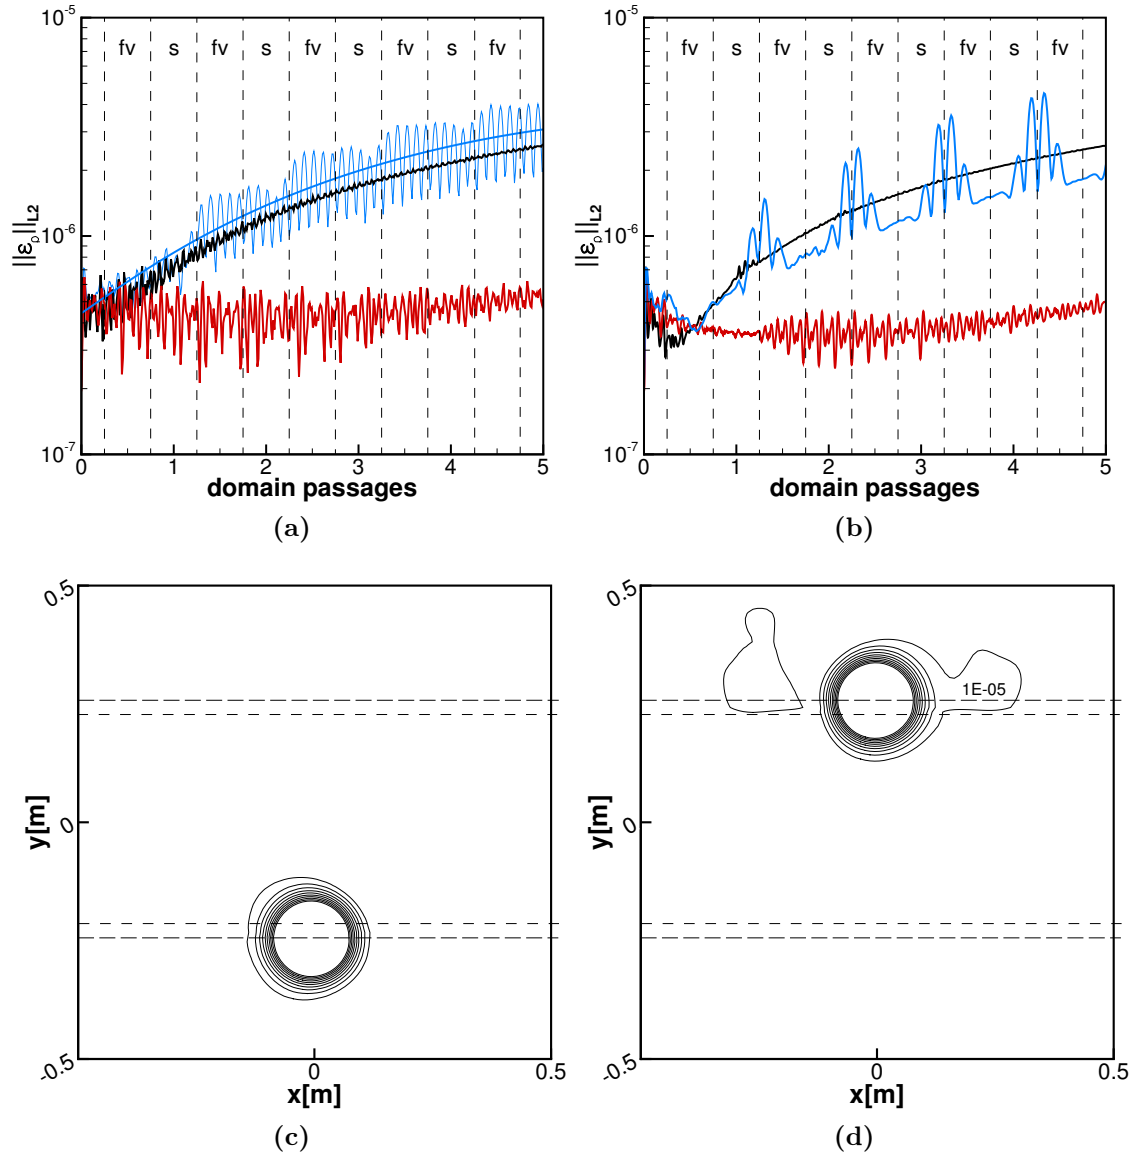 10^-5
fv s fv s fv s fv s fv
||ε_ρ||_L2
10^-6
10^-7
0 1 2 3 4 5
domain passages
(a)
10^-5
fv s fv s fv s fv s fv
||ε_ρ||_L2
10^-6
10^-7
0 1 2 3 4 5
domain passages
(b)
0.5
y[m]
0
-0.5
0 0.5
x[m]
(c)
0.5
1E-05
y[m]
0
-0.5
0 0.5
x[m]
(d)